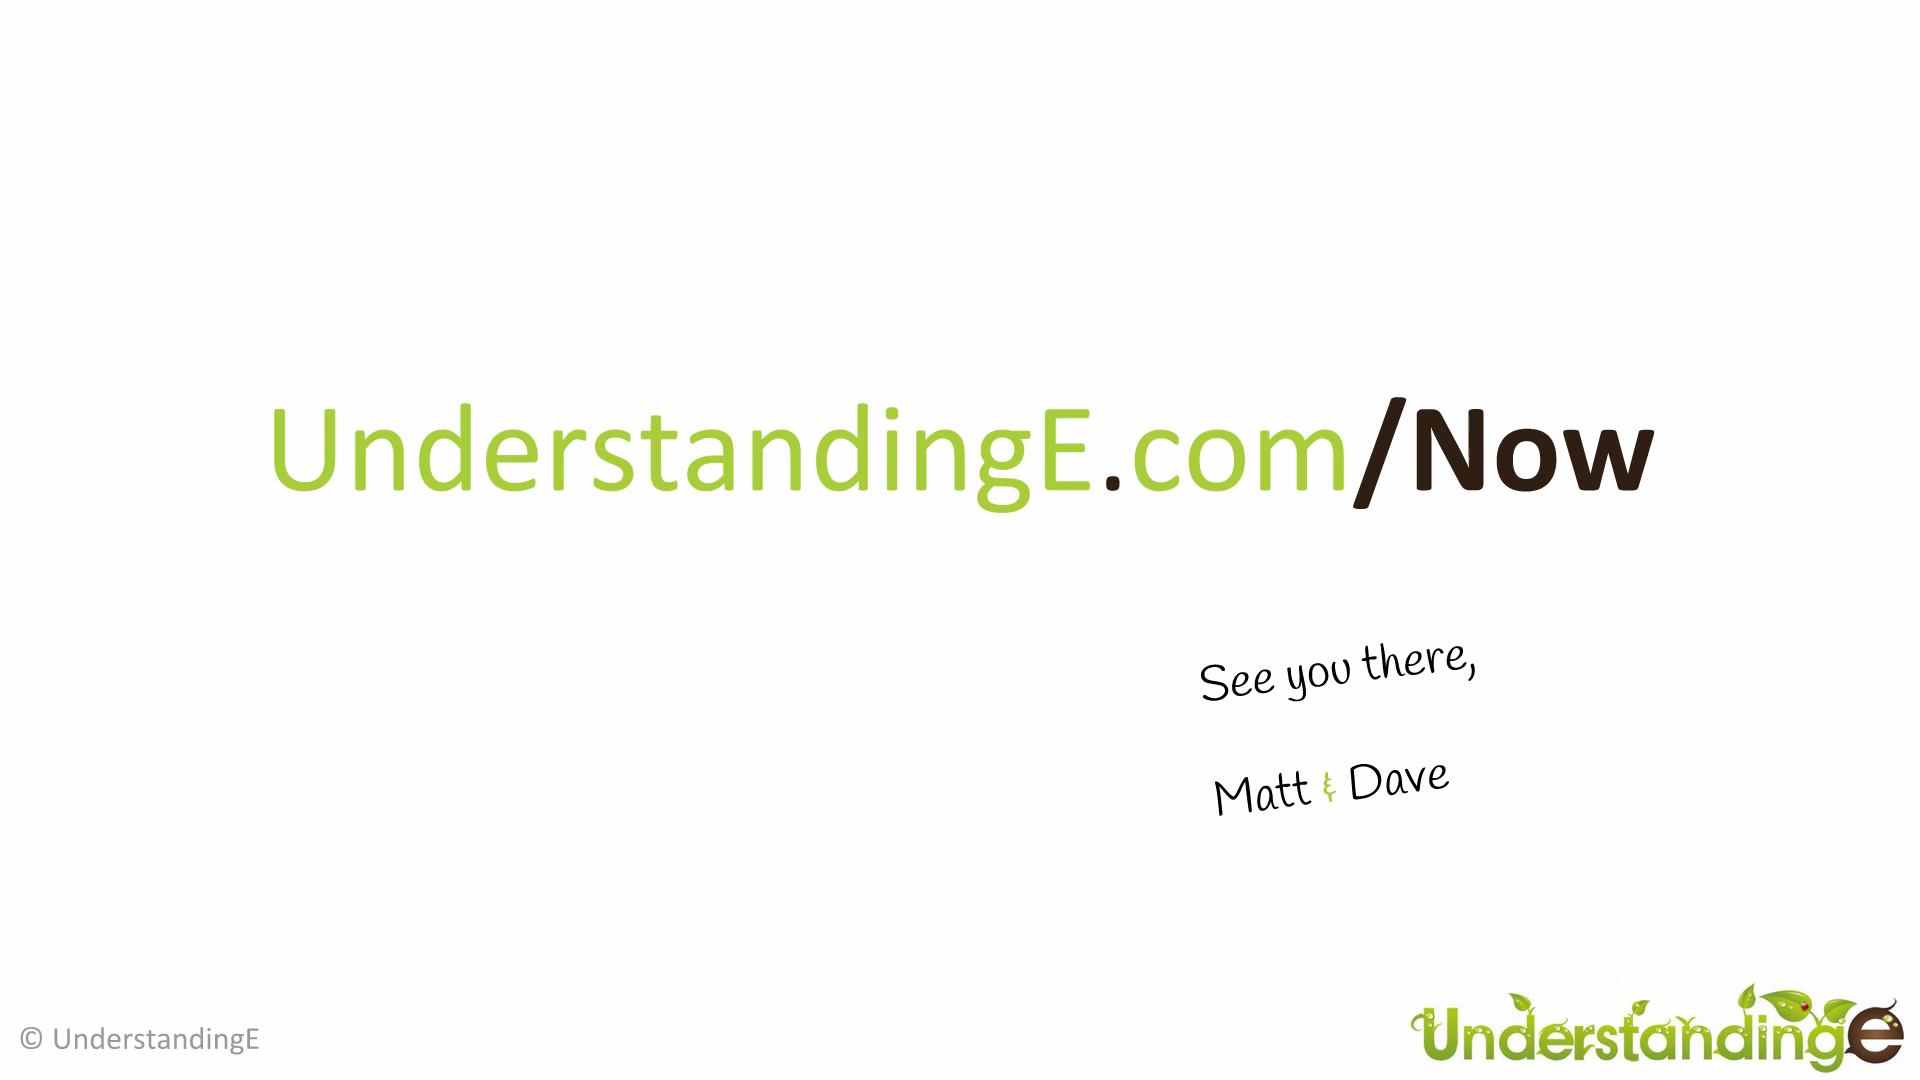 UnderstandingE.com/Now
See you there,
Matt & Dave
© UnderstandingE
UnderstandingE